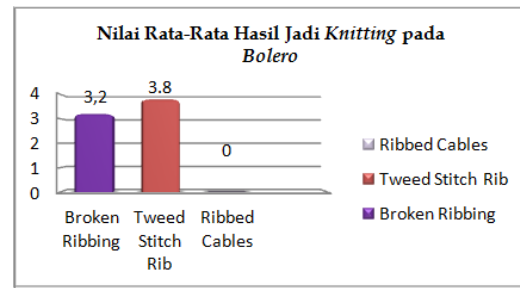 Nilai Rata-Rata Hasil Jadi Knitting pada
Bolero
4
3
2
1
0
3,2
3.8
0
Broken Ribbing
Tweed Stitch Rib
Ribbed Cables
Ribbed Cables
Tweed Stitch Rib
Broken Ribbing